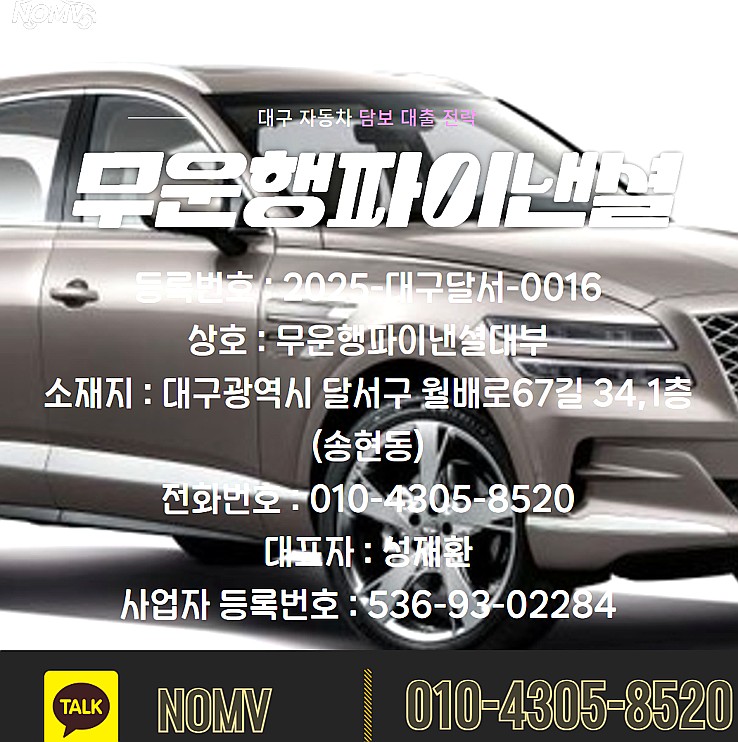 NOMV
대구 자동차 담보 대출 전략
무운행파이낸셜
등록번호 : 2025-대구달서-0016
상호 : 무운행파이낸셜대부
소재지 : 대구광역시 달서구 월배로67길 34,1층
(송현동)
전화번호 : 010-4305-8520
대표자 : 성재환
사업자 등록번호 : 536-93-02284
TALK
NOMV
010-4305-8520